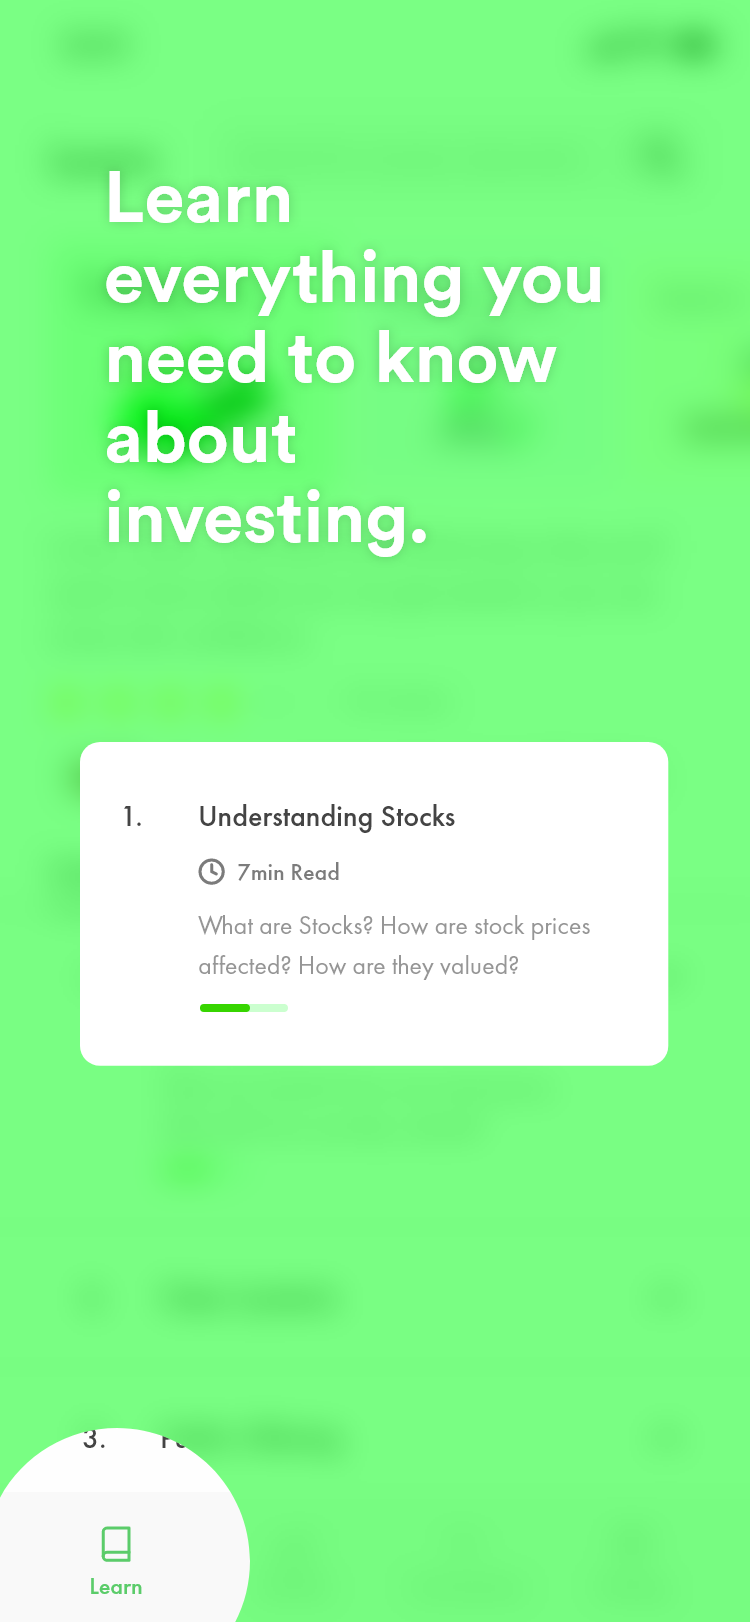 Learn
everything you
need to know
about
investing.
1. Understanding Stocks
7min Read
What are Stocks? How are stock prices
affected? How are they valued?
3.
Learn